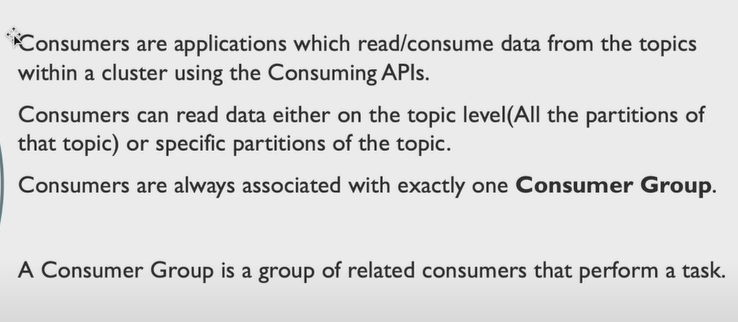 Consumers are applications which read/consume data from the topics
within a cluster using the Consuming APIs.
Consumers can read data either on the topic level(All the partitions of
that topic) or specific partitions of the topic.
Consumers are always associated with exactly one Consumer Group.
A Consumer Group is a group of related consumers that perform a task.